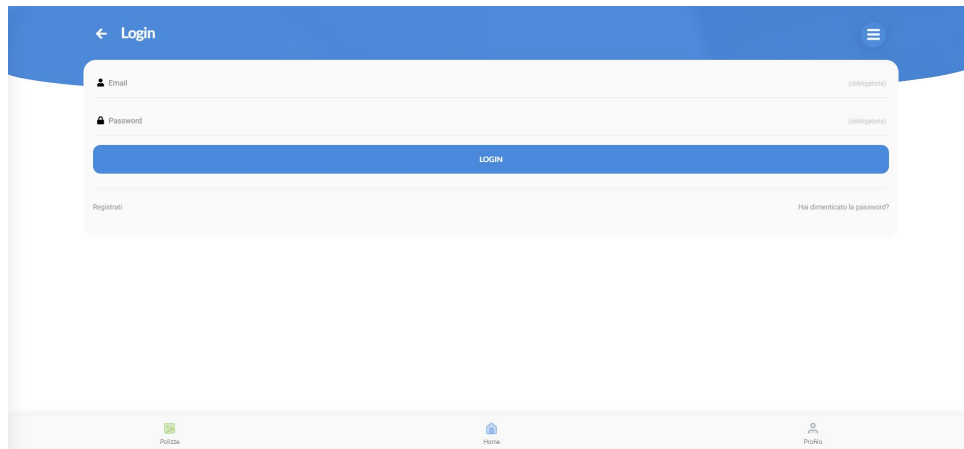 Login
Email (obbligatorio)
Password (obbligatorio)
LOGIN
Registrati Hai dimenticato la password?
Polizze Home Profilo